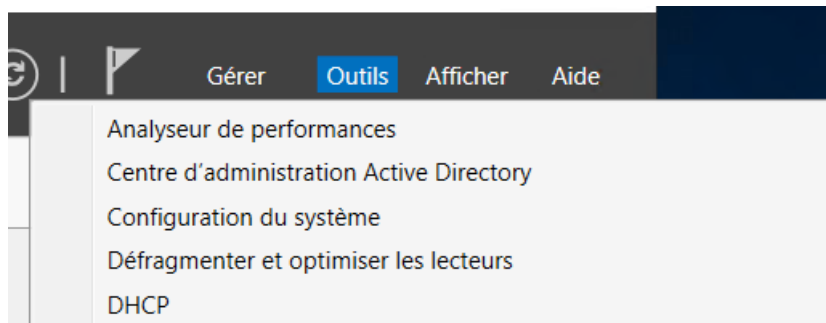 Gérer Outils Afficher Aide
Analyseur de performances
Centre d’administration Active Directory
Configuration du système
Défragmenter et optimiser les lecteurs
DHCP